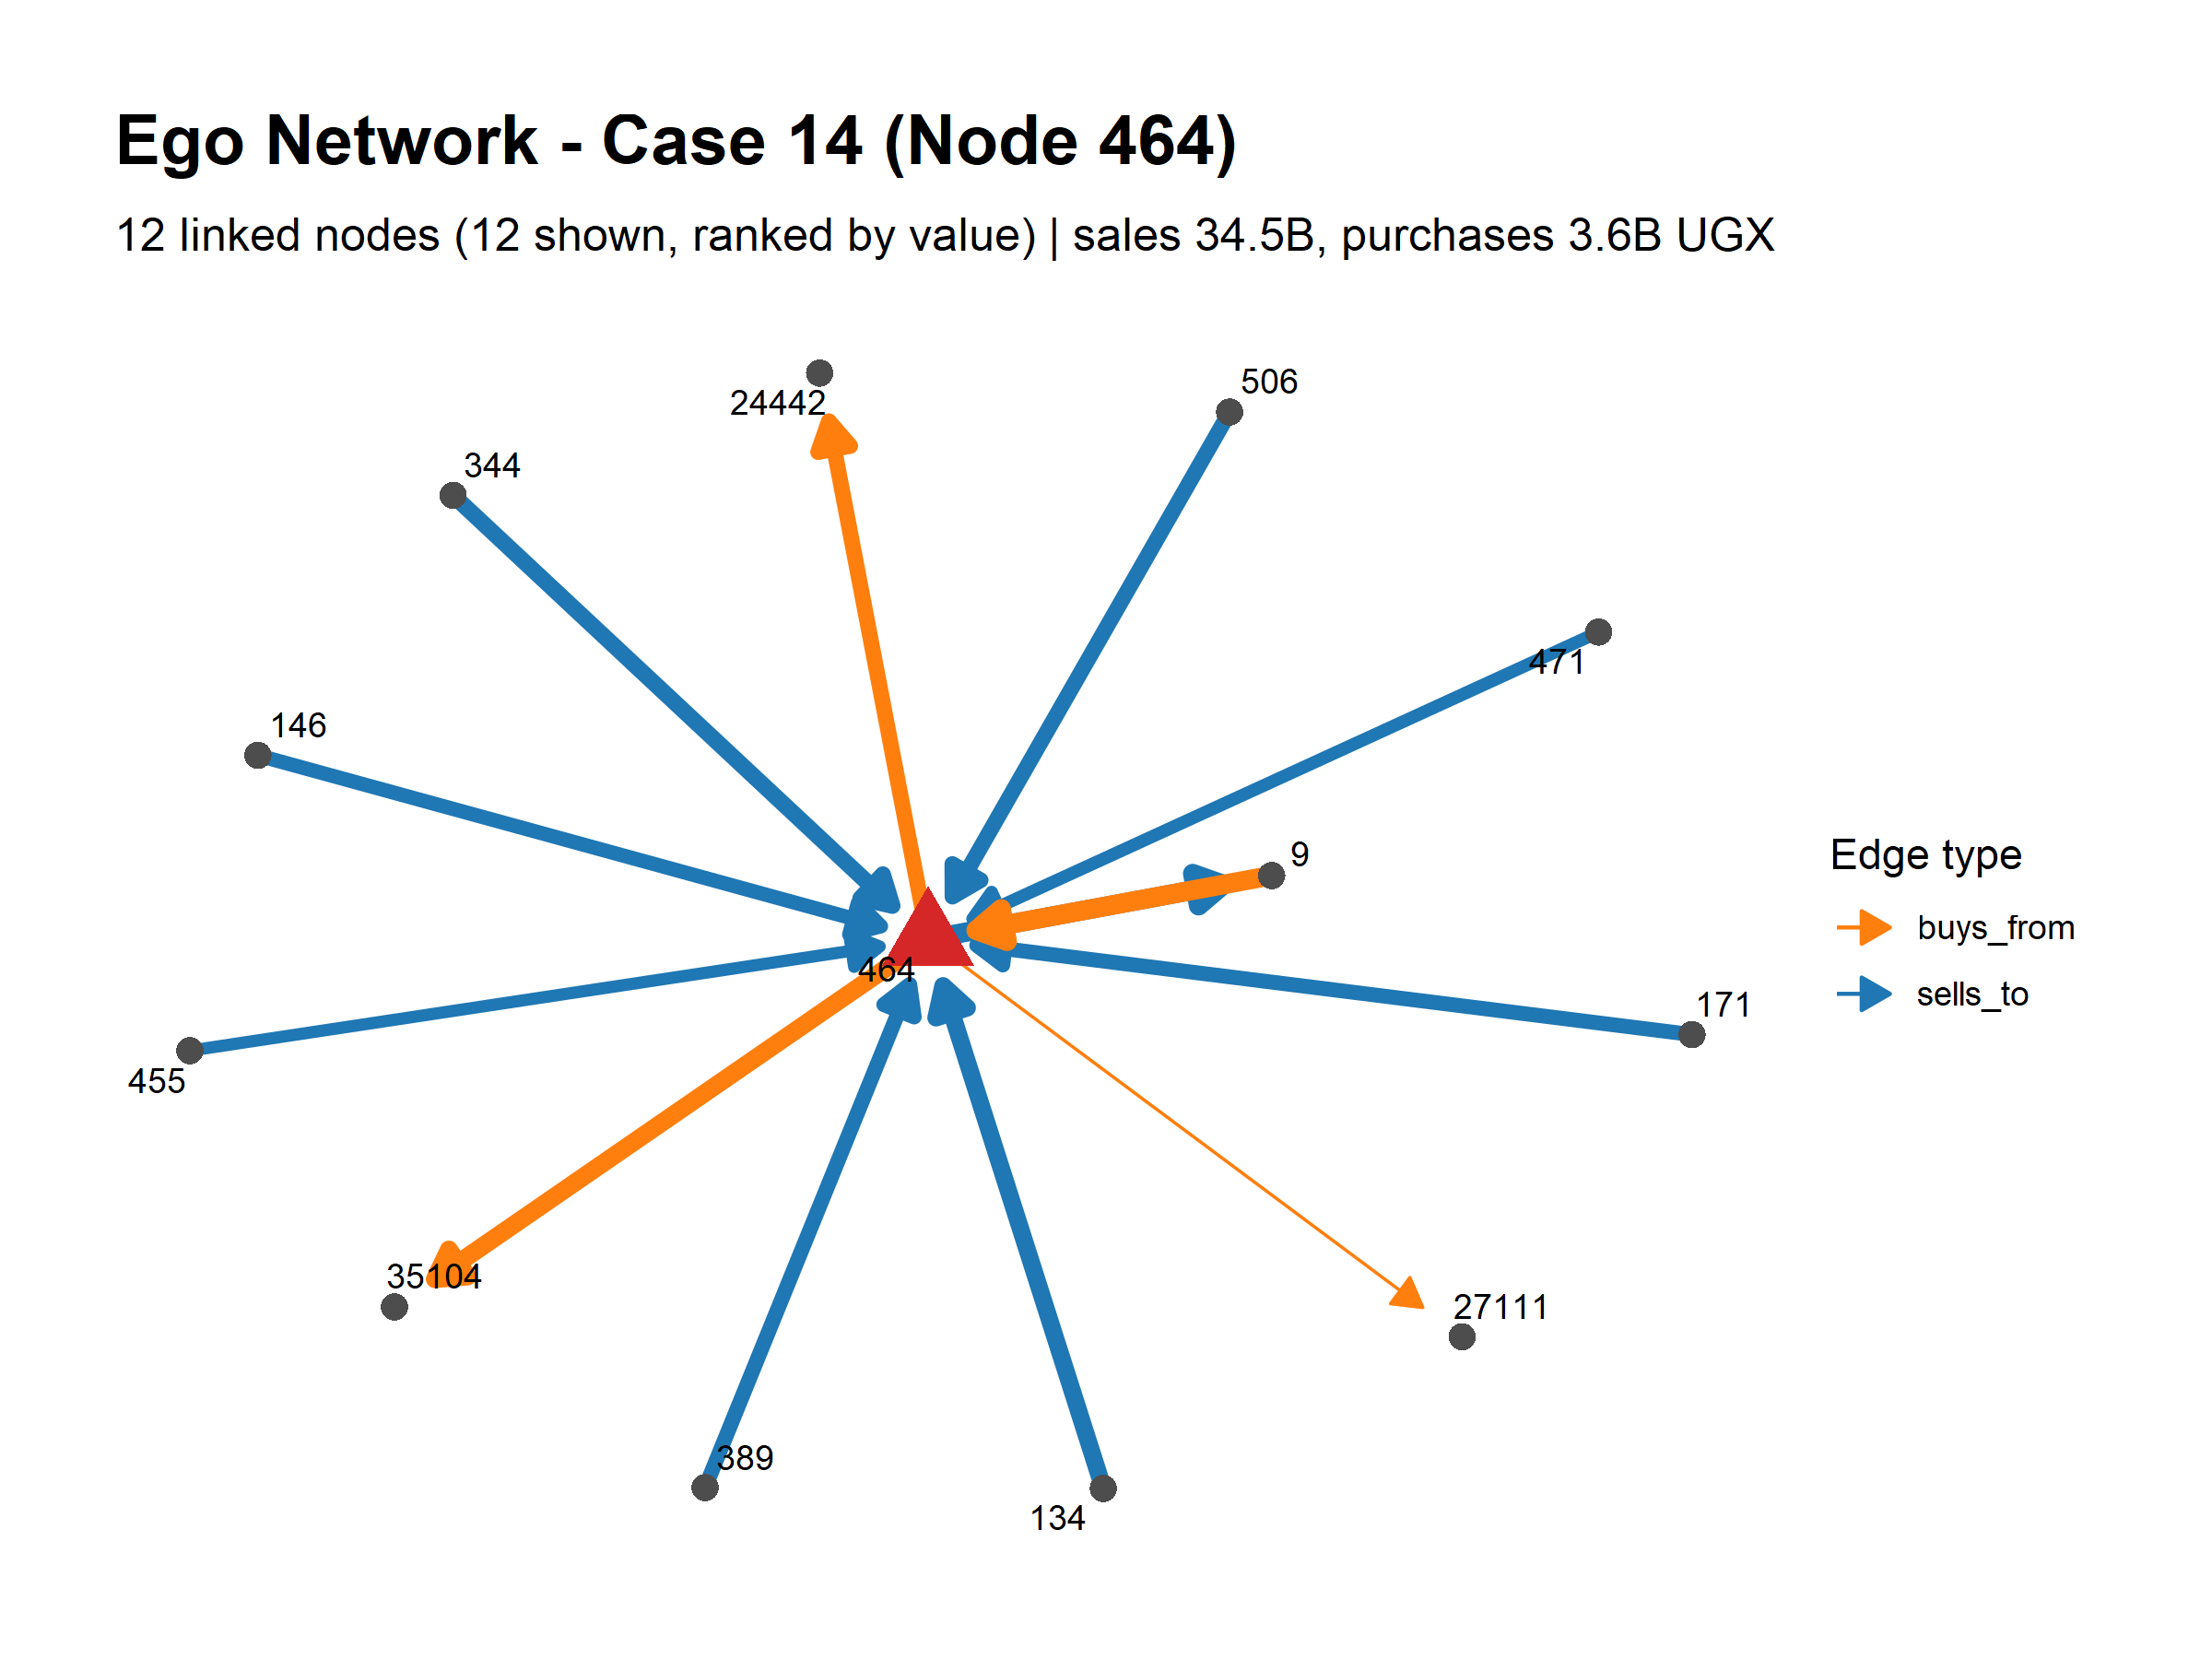 Ego Network - Case 14 (Node 464)
12 linked nodes (12 shown, ranked by value) | sales 34.5B, purchases 3.6B UGX
506
24442
344
471
146
9
Edge type
buys_from
464
sells_to
171
455
35104
27111
389
134